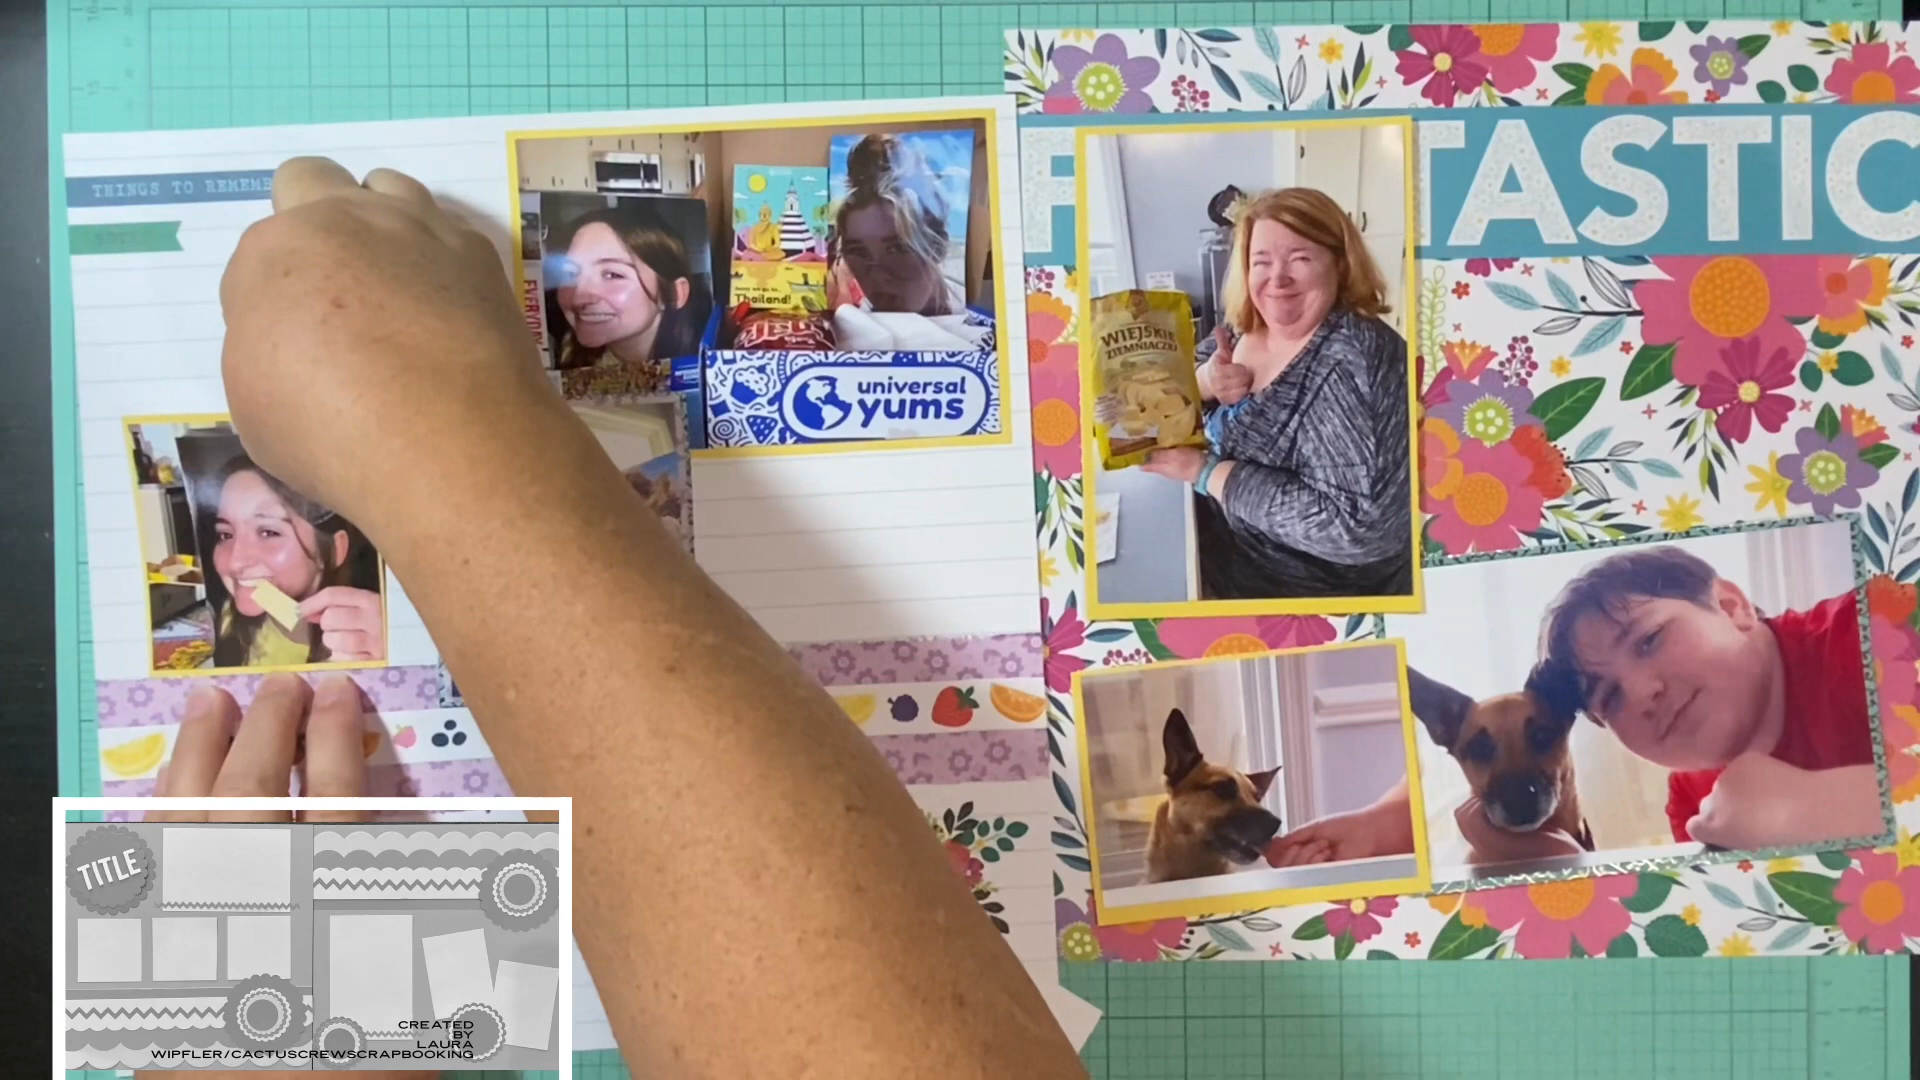 THINGS TO REMEMB
F TASTIC
EVERYDAY
Thailand!
universal
yums
WIEJSKIE
ZIEMNIACZKI
TITLE
CREATED
BY
LAURA
WIPFLER/CACTUSCREWSCRAPBOOKING